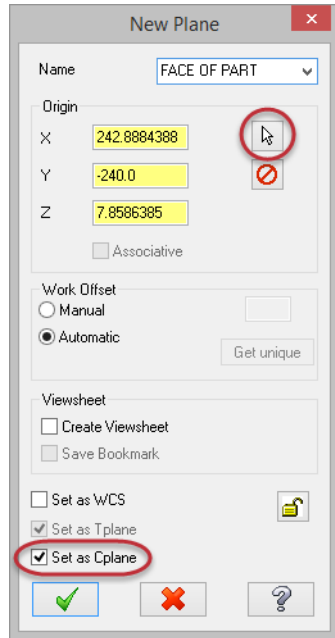 New Plane
Name FACE OF PART
Origin
X 242.8884388
Y -240.0
Z 7.8586385
Associative
Work Offset
Manual
Automatic
Get unique
Viewsheet
Create Viewsheet
Save Bookmark
Set as WCS
Set as Tplane
Set as Cplane